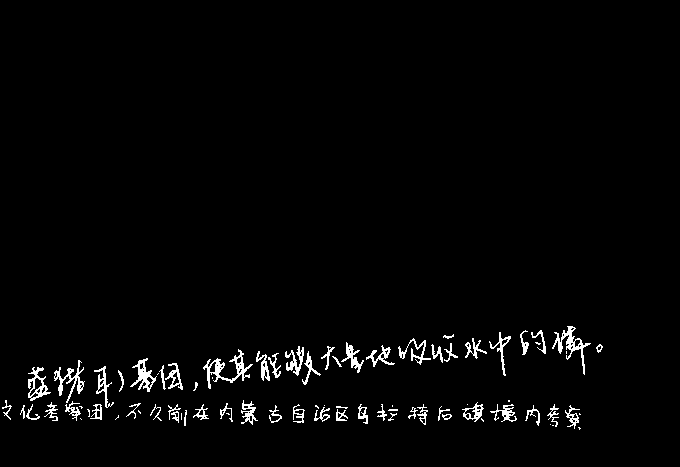 蓝猪耳）基因，使其能够大量地吸收水中的磷。
文化考察团"，不久前在内蒙古自治区乌拉特后旗境内考察